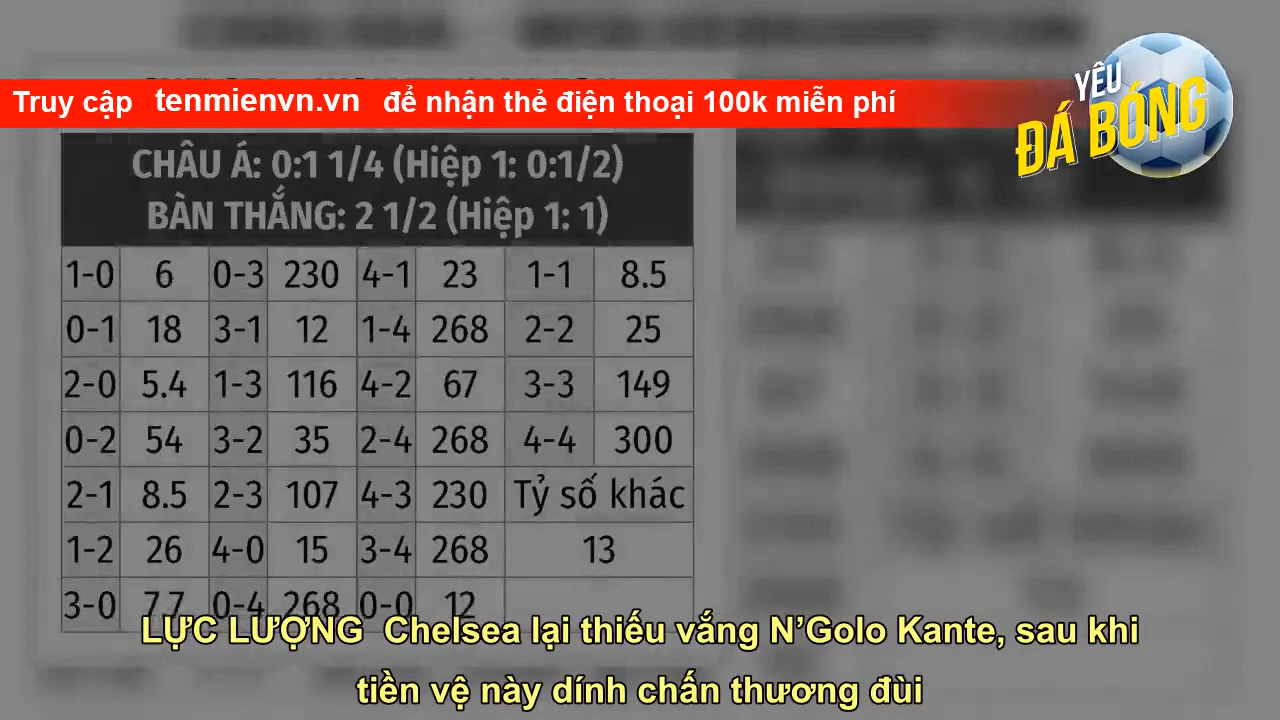 Truy cập tenmienvn.vn để nhận thẻ điện thoại 100k miễn phí
YÊU
ĐÁ BÓNG
CHÂU Á: 0:1 1/4 (Hiệp 1: 0:1/2)
BÀN THẮNG: 2 1/2 (Hiệp 1: 1)
1-0 6 0-3 230 4-1 23 1-1 8.5
0-1 18 3-1 12 1-4 268 2-2 25
2-0 5.4 1-3 116 4-2 67 3-3 149
0-2 54 3-2 35 2-4 268 4-4 300
2-1 8.5 2-3 107 4-3 230 Tỷ số khác
1-2 26 4-0 15 3-4 268 13
3-0 7.7 0-4 268 0-0 12
LỰC LƯỢNG Chelsea lại thiếu vắng N’Golo Kante, sau khi
tiền vệ này dính chấn thương đùi